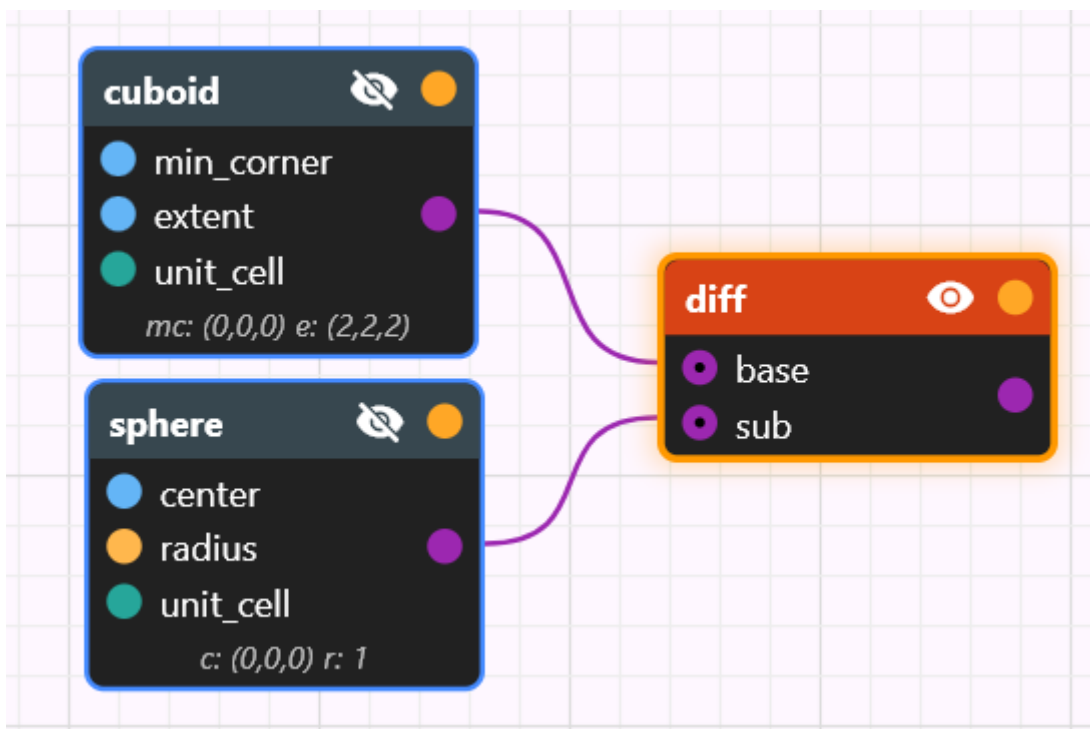 cuboid
min_corner
extent
unit_cell
mc: (0,0,0) e: (2,2,2)
sphere
center
radius
unit_cell
c: (0,0,0) r: 1
diff
base
sub